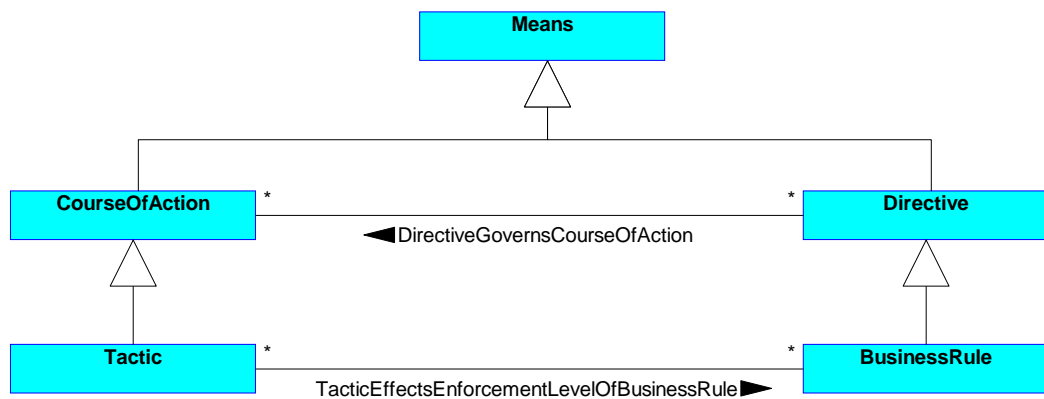 Means
CourseOfAction
*
*
Directive
DirectiveGovernsCourseOfAction
Tactic
*
*
BusinessRule
TacticEffectsEnforcementLevelOfBusinessRule